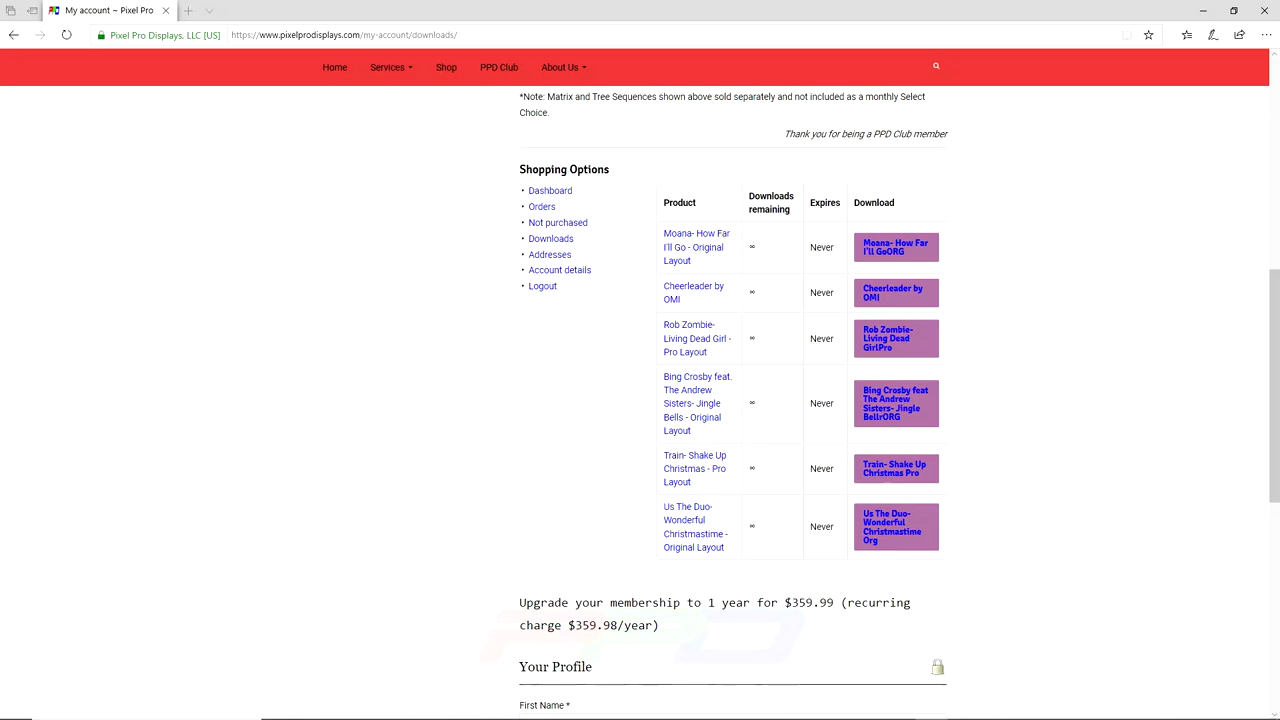 My account ~ Pixel Pro
Pixel Pro Displays, LLC [US]
https://www.pixelprodisplays.com/my-account/downloads/
Home Services Shop PPD Club About Us
*Note: Matrix and Tree Sequences shown above sold separately and not included as a monthly Select
Choice.
Thank you for being a PPD Club member
Shopping Options
• Dashboard
• Orders
• Not purchased
• Downloads
• Addresses
• Account details
• Logout
Product
Downloads
remaining
Expires
Download
Moana- How Far
I'll Go - Original
Layout
∞
Never
Moana- How Far
I'll GoORG
Cheerleader by
OMI
∞
Never
Cheerleader by
OMI
Rob Zombie-
Living Dead Girl -
Pro Layout
∞
Never
Rob Zombie-
Living Dead
GirlPro
Bing Crosby feat.
The Andrew
Sisters- Jingle
Bells - Original
Layout
∞
Never
Bing Crosby feat
The Andrew
Sisters- Jingle
BellrORG
Train- Shake Up
Christmas - Pro
Layout
∞
Never
Train- Shake Up
Christmas Pro
Us The Duo-
Wonderful
Christmastime -
Original Layout
∞
Never
Us The Duo-
Wonderful
Christmastime
Org
Upgrade your membership to 1 year for $359.99 (recurring
charge $359.98/year)
PPD
Your Profile
First Name *